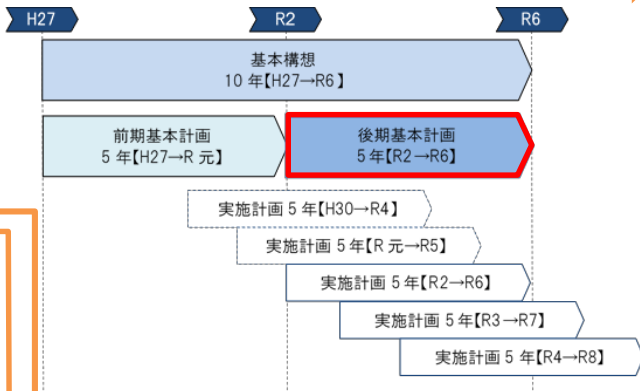 H27
R2
R6
基本構想
10 年【H27→R6】
前期基本計画
5 年【H27→R 元】
後期基本計画
5 年【R2→R6】
実施計画 5 年【H30→R4】
実施計画 5 年【R 元→R5】
実施計画 5 年【R2→R6】
実施計画 5 年【R3→R7】
実施計画 5 年【R4→R8】